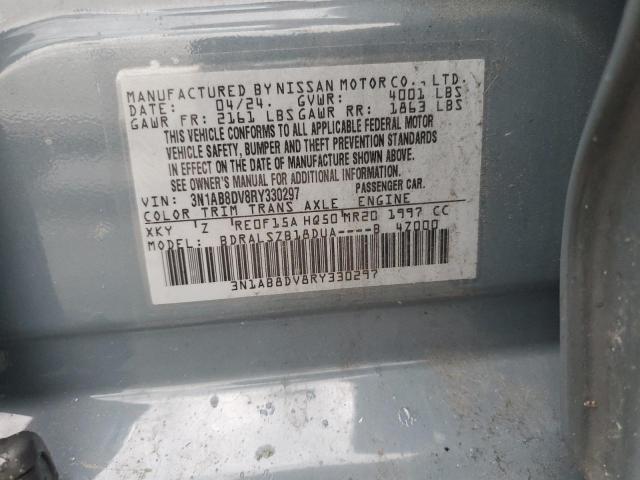 MANUFACTURED BY NISSAN MOTOR CO., LTD.
DATE: 04/24. GVWR: 4001 LBS
GAWR FR: 2161 LBS GAWR RR: 1863 LBS
THIS VEHICLE CONFORMS TO ALL APPLICABLE FEDERAL MOTOR
VEHICLE SAFETY, BUMPER AND THEFT PREVENTION STANDARDS
IN EFFECT ON THE DATE OF MANUFACTURE SHOWN ABOVE.
SEE OWNER'S MANUAL FOR ADDITIONAL INFORMATION.
VIN: 3N1AB8DV8RY330297 PASSENGER CAR.
COLOR TRIM TRANS AXLE ENGINE
XKY Z RE0F15A HQ50 MR20 1997 CC
MODEL: BDRALSZB18DUA----B 4Z000
3N1AB8DV8RY330297